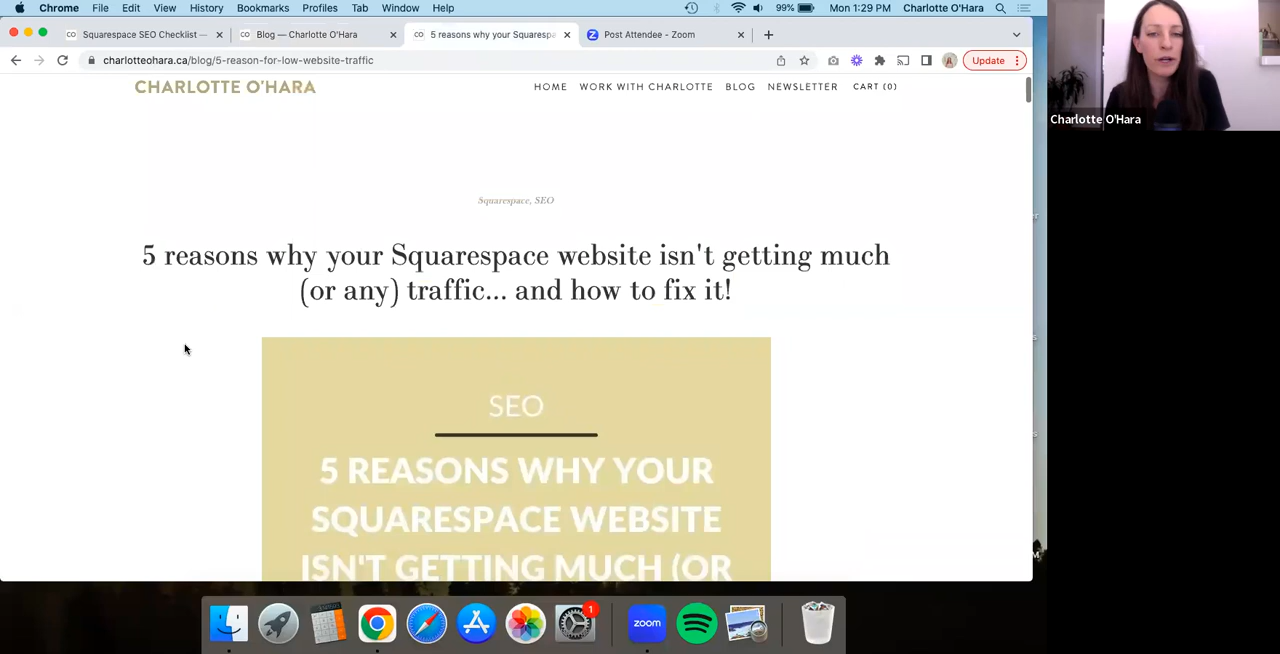 Chrome File Edit View History Bookmarks Profiles Tab Window Help 99% Mon 1:29 PM Charlotte O'Hara
CO Squarespace SEO Checklist — CO Blog — Charlotte O'Hara CO 5 reasons why your Squarespa Post Attendee - Zoom
charlotteohara.ca/blog/5-reason-for-low-website-traffic Update
CHARLOTTE O'HARA HOME WORK WITH CHARLOTTE BLOG NEWSLETTER CART (0)
Charlotte O'Hara
Squarespace, SEO
5 reasons why your Squarespace website isn't getting much
(or any) traffic... and how to fix it!
SEO
5 REASONS WHY YOUR
SQUARESPACE WEBSITE
ISN'T GETTING MUCH (OR
1
zoom